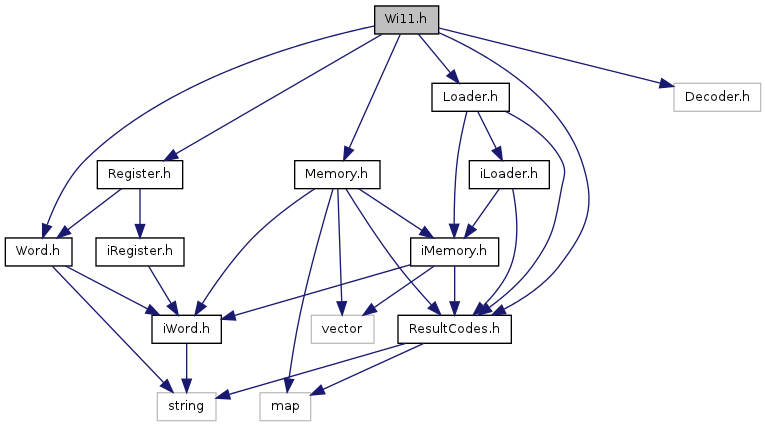 Wi11.h
Loader.h
Decoder.h
Register.h
Memory.h
iLoader.h
Word.h
iRegister.h
iMemory.h
iWord.h
vector
ResultCodes.h
string
map